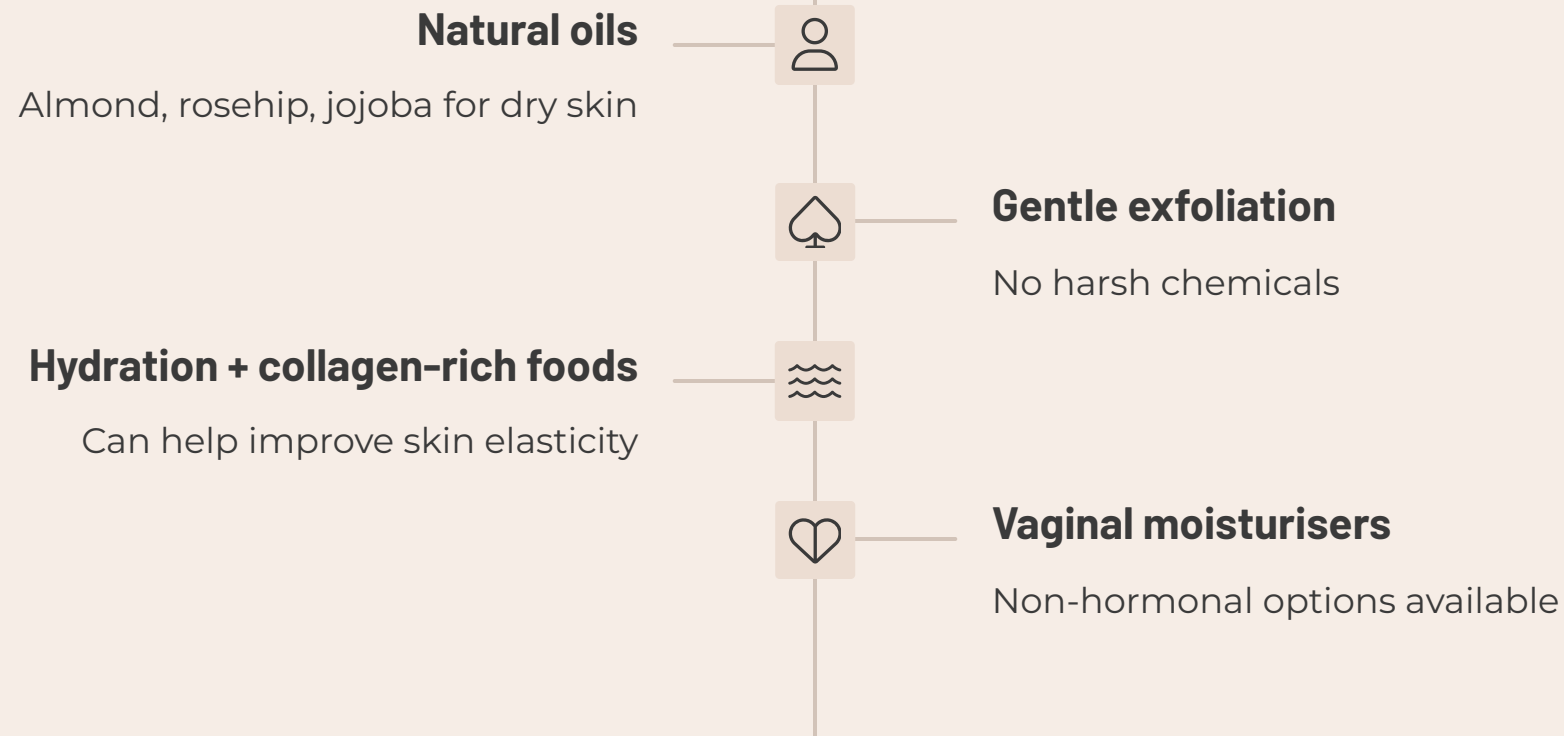 Natural oils
Almond, rosehip, jojoba for dry skin
Gentle exfoliation
No harsh chemicals
Hydration + collagen-rich foods
Can help improve skin elasticity
Vaginal moisturisers
Non-hormonal options available